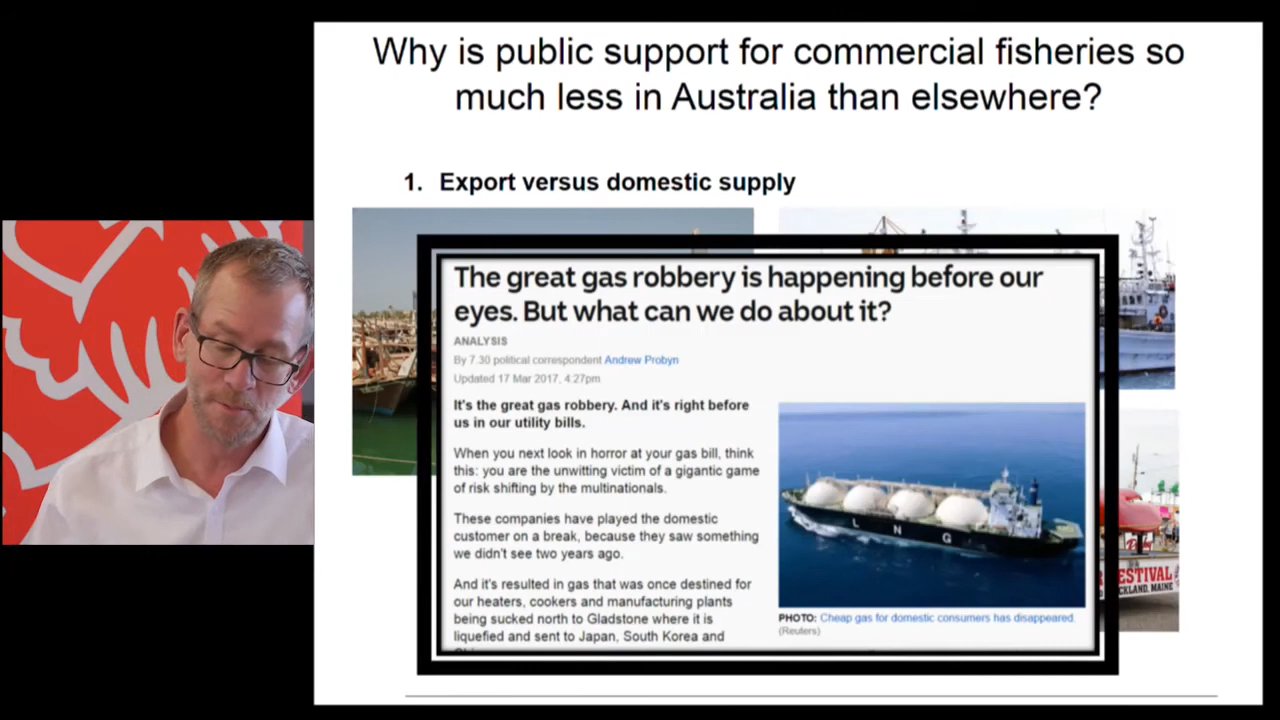 Why is public support for commercial fisheries so
much less in Australia than elsewhere?
1. Export versus domestic supply
The great gas robbery is happening before our
eyes. But what can we do about it?
ANALYSIS
By 7.30 political correspondent Andrew Probyn
Updated 17 Mar 2017, 4:27pm
It's the great gas robbery. And it's right before
us in our utility bills.
When you next look in horror at your gas bill, think
this: you are the unwitting victim of a gigantic game
of risk shifting by the multinationals.
These companies have played the domestic
customer on a break, because they saw something
we didn't see two years ago.
And it's resulted in gas that was once destined for
our heaters, cookers and manufacturing plants
being sucked north to Gladstone where it is
liquefied and sent to Japan, South Korea and
L N G
PHOTO: Cheap gas for domestic consumers has disappeared.
(Reuters)
ESTIVAL
CKLAND, MAINE